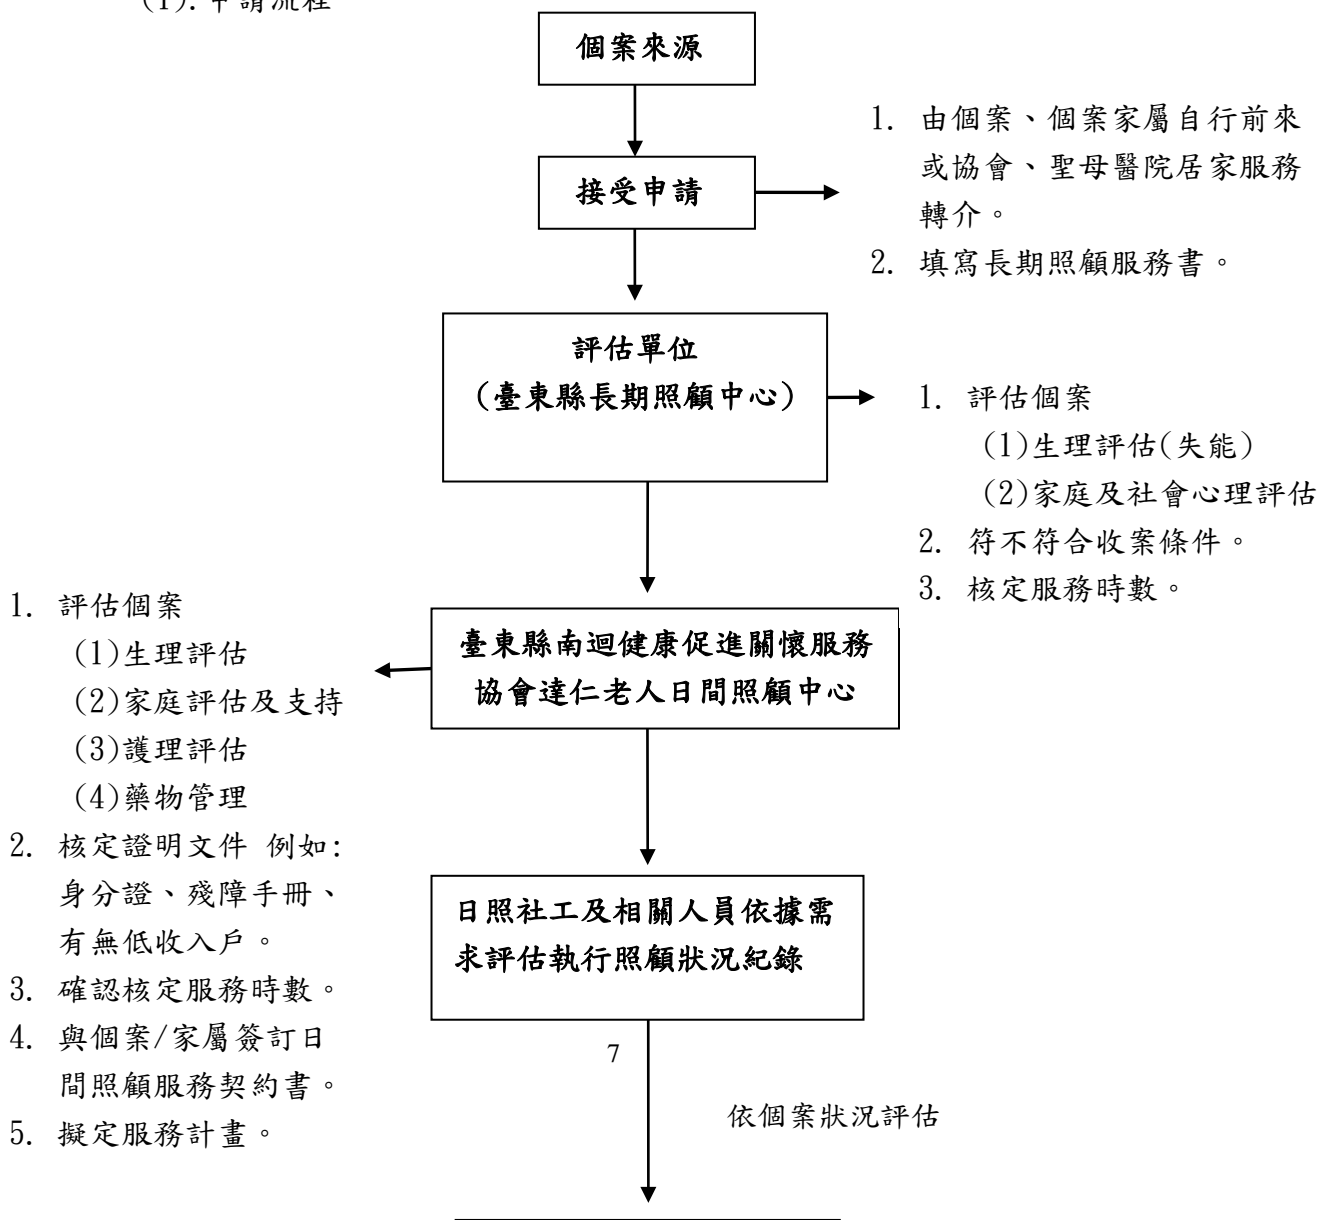 (1).申請流程
個案來源
接受申請
1. 由個案、個案家屬自行前來
或協會、聖母醫院居家服務
轉介。
2. 填寫長期照顧服務書。
評估單位
(臺東縣長期照顧中心)
1. 評估個案
(1)生理評估(失能)
(2)家庭及社會心理評估
2. 符不符合收案條件。
3. 核定服務時數。
臺東縣南迴健康促進關懷服務
協會達仁老人日間照顧中心
1. 評估個案
(1)生理評估
(2)家庭評估及支持
(3)護理評估
(4)藥物管理
2. 核定證明文件 例如:
身分證、殘障手冊、
有無低收入戶。
3. 確認核定服務時數。
4. 與個案/家屬簽訂日
間照顧服務契約書。
5. 擬定服務計畫。
日照社工及相關人員依據需
求評估執行照顧狀況紀錄
7
依個案狀況評估